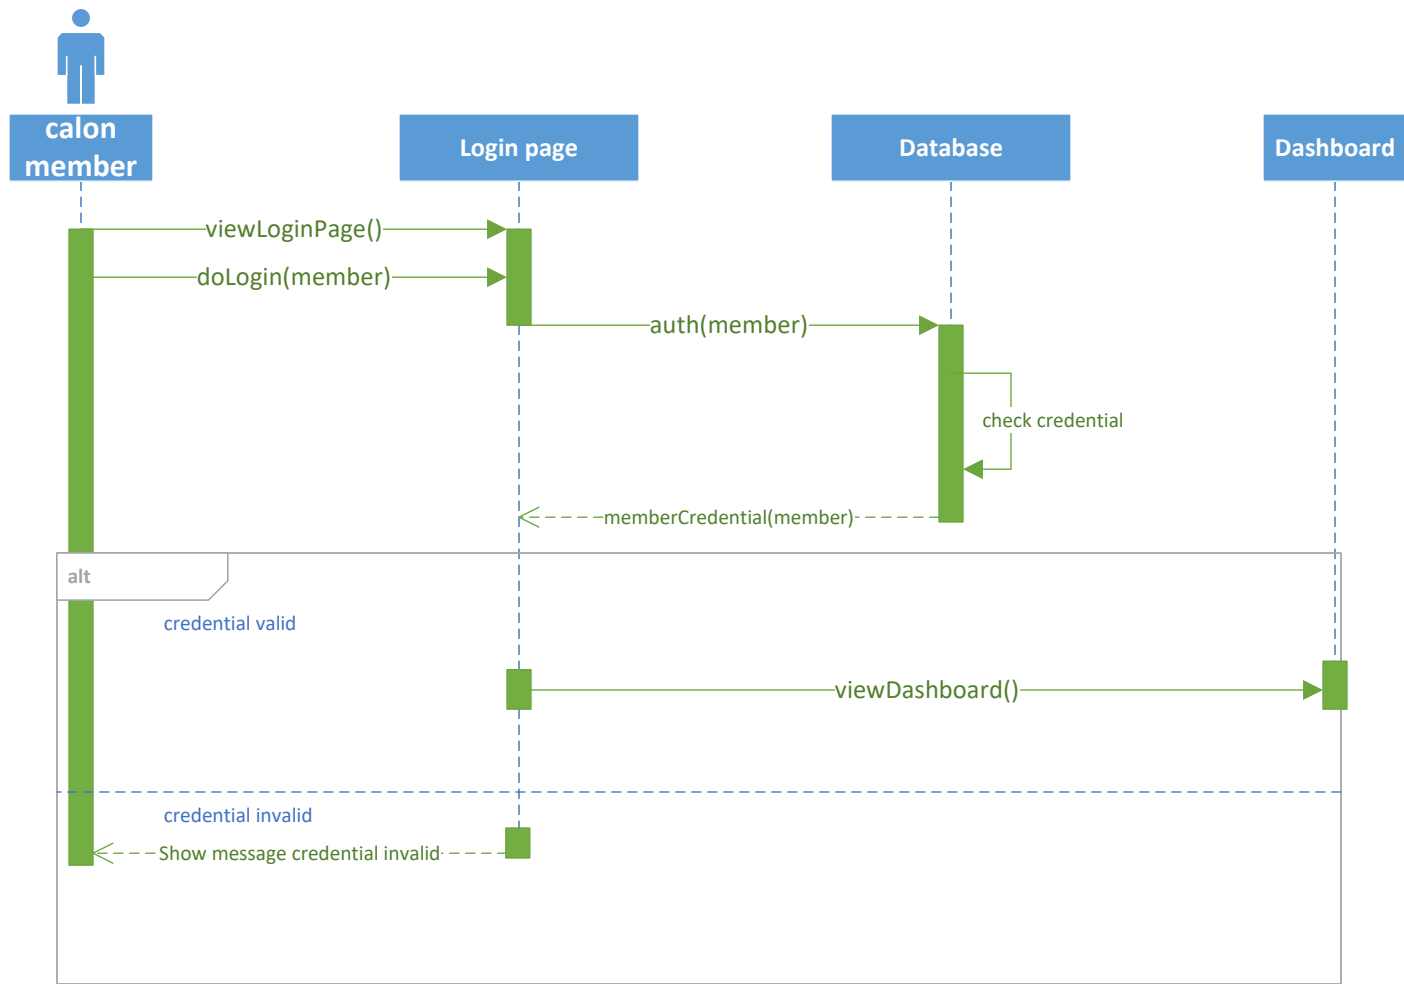 calon
member
Login page
Database
Dashboard
viewLoginPage()
doLogin(member)
auth(member)
check credential
memberCredential(member)
alt
credential valid
viewDashboard()
credential invalid
Show message credential invalid